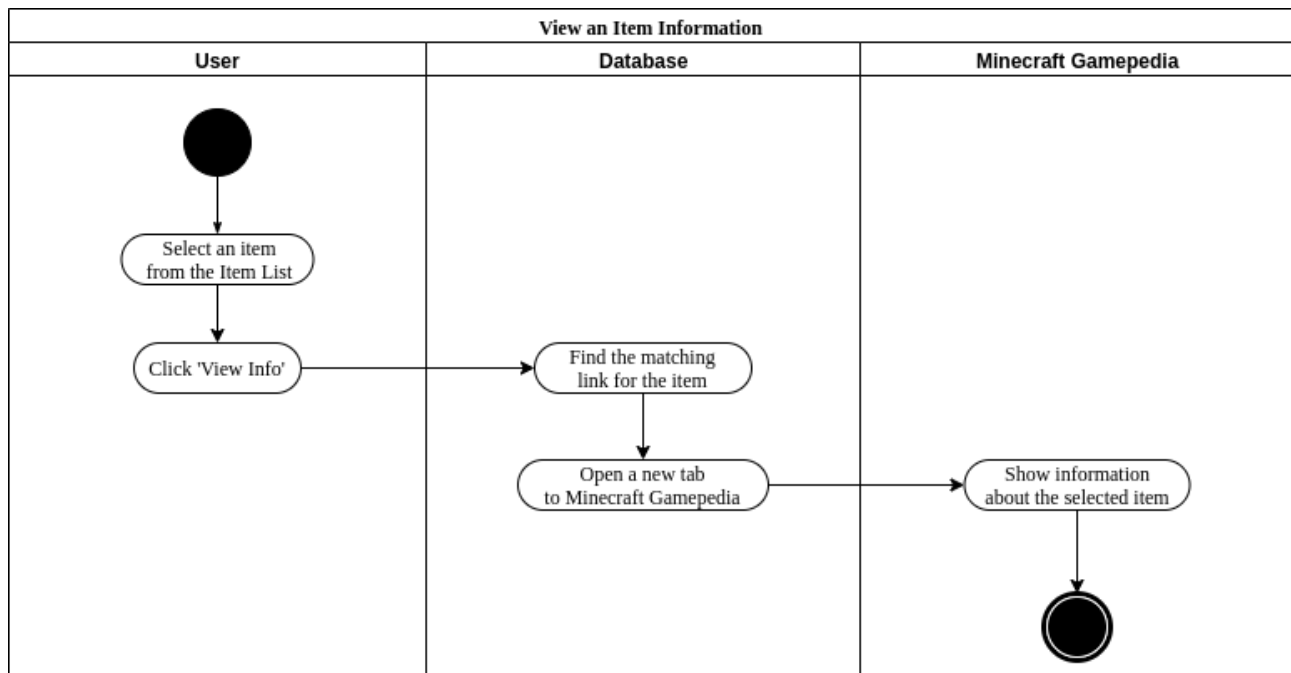 View an Item Information
User
Database
Minecraft Gamepedia
Select an item
from the Item List
Click 'View Info'
Find the matching
link for the item
Open a new tab
to Minecraft Gamepedia
Show information
about the selected item